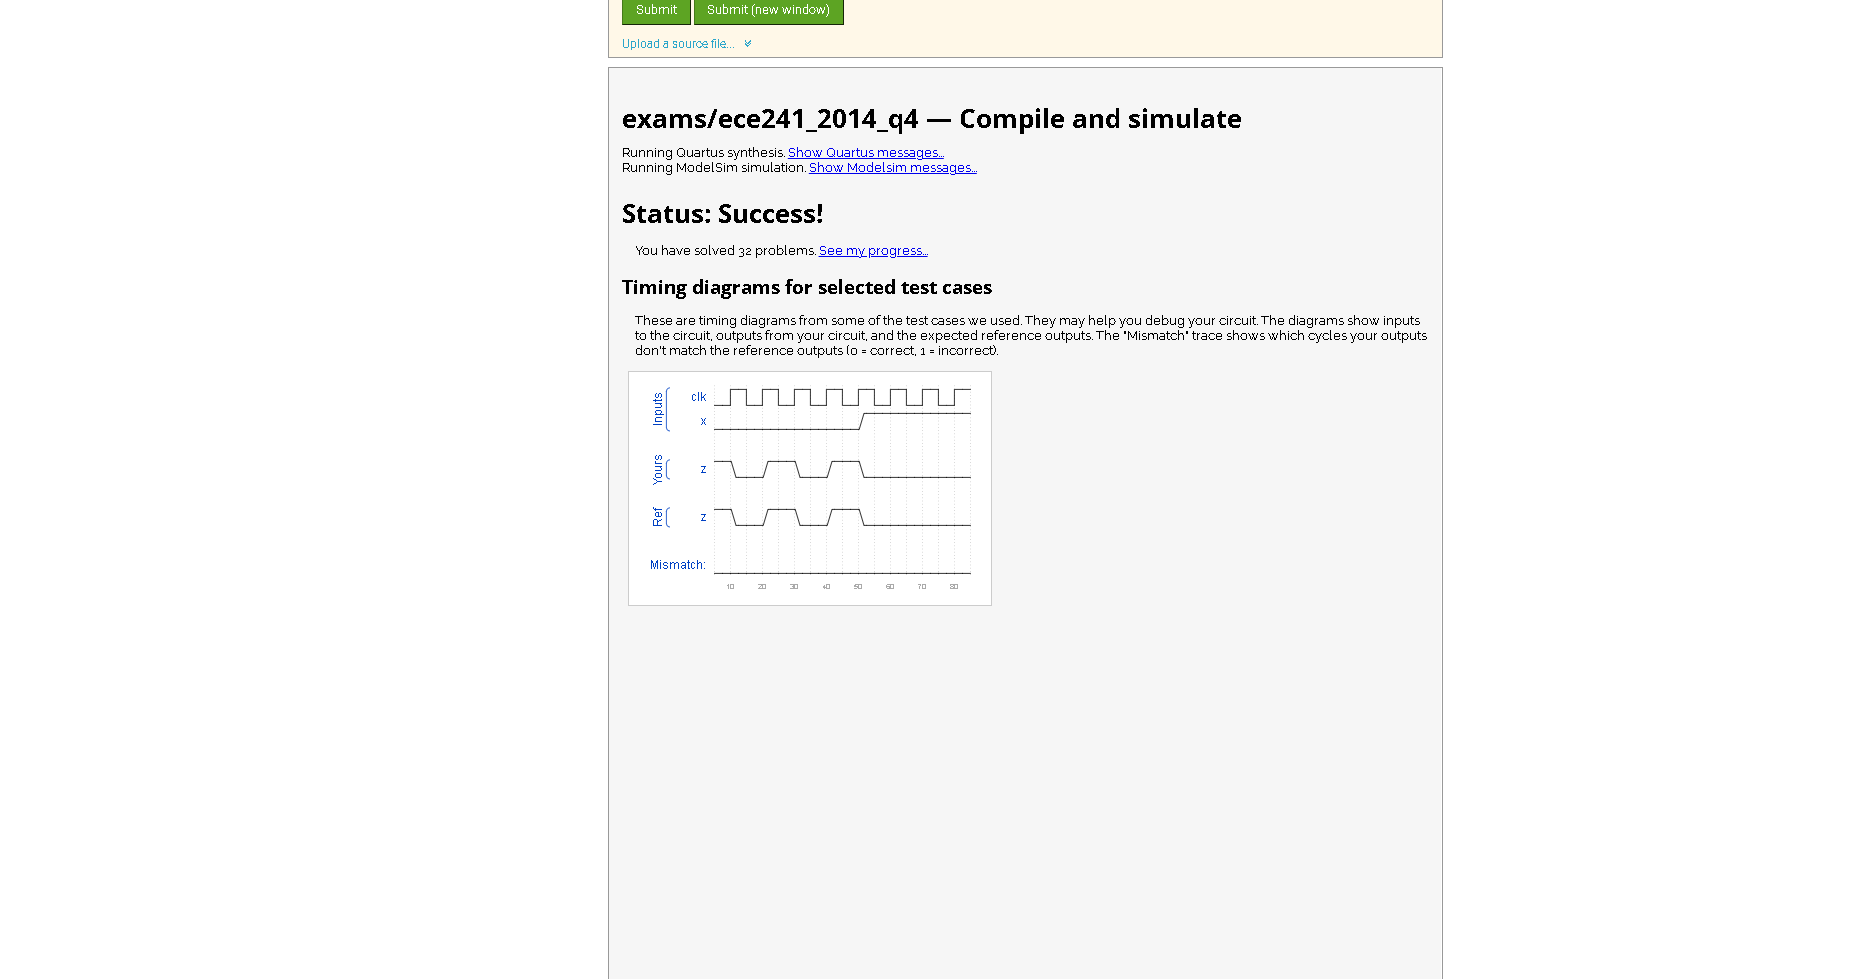 Submit Submit (new window)
Upload a source file...
exams/ece241_2014_q4 — Compile and simulate
Running Quartus synthesis. Show Quartus messages...
Running ModelSim simulation. Show Modelsim messages...
Status: Success!
You have solved 32 problems. See my progress...
Timing diagrams for selected test cases
These are timing diagrams from some of the test cases we used. They may help you debug your circuit. The diagrams show inputs
to the circuit, outputs from your circuit, and the expected reference outputs. The "Mismatch" trace shows which cycles your outputs
don't match the reference outputs (0 = correct, 1 = incorrect).
Inputs
clk
x
Yours
z
Ref
z
Mismatch:
10 20 30 40 50 60 70 80